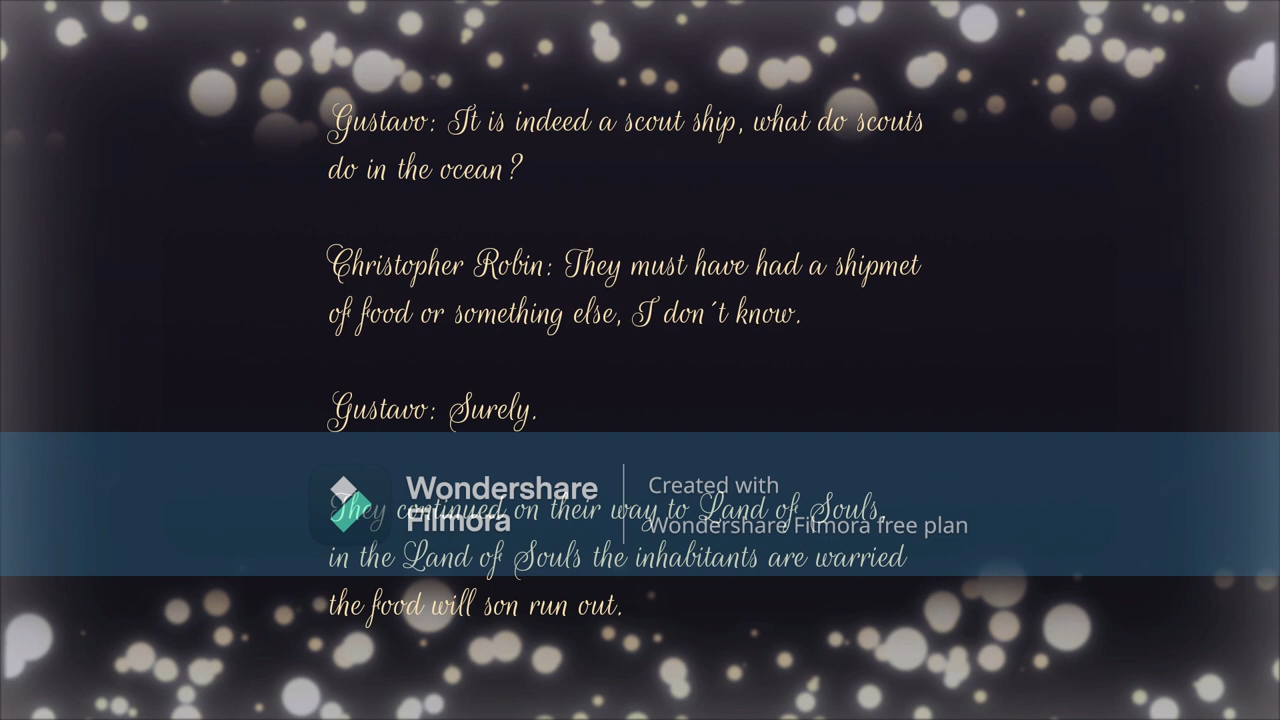 Gustavo: It is indeed a scout ship, what do scouts
do in the ocean?
Christopher Robin: They must have had a shipmet
of food or something else, I don´t know.
Gustavo: Surely.
They continued on their way to Land of Souls,
in the Land of Souls the inhabitants are warried
the food will son run out.
Wondershare
Filmora
Created with
Wondershare Filmora free plan